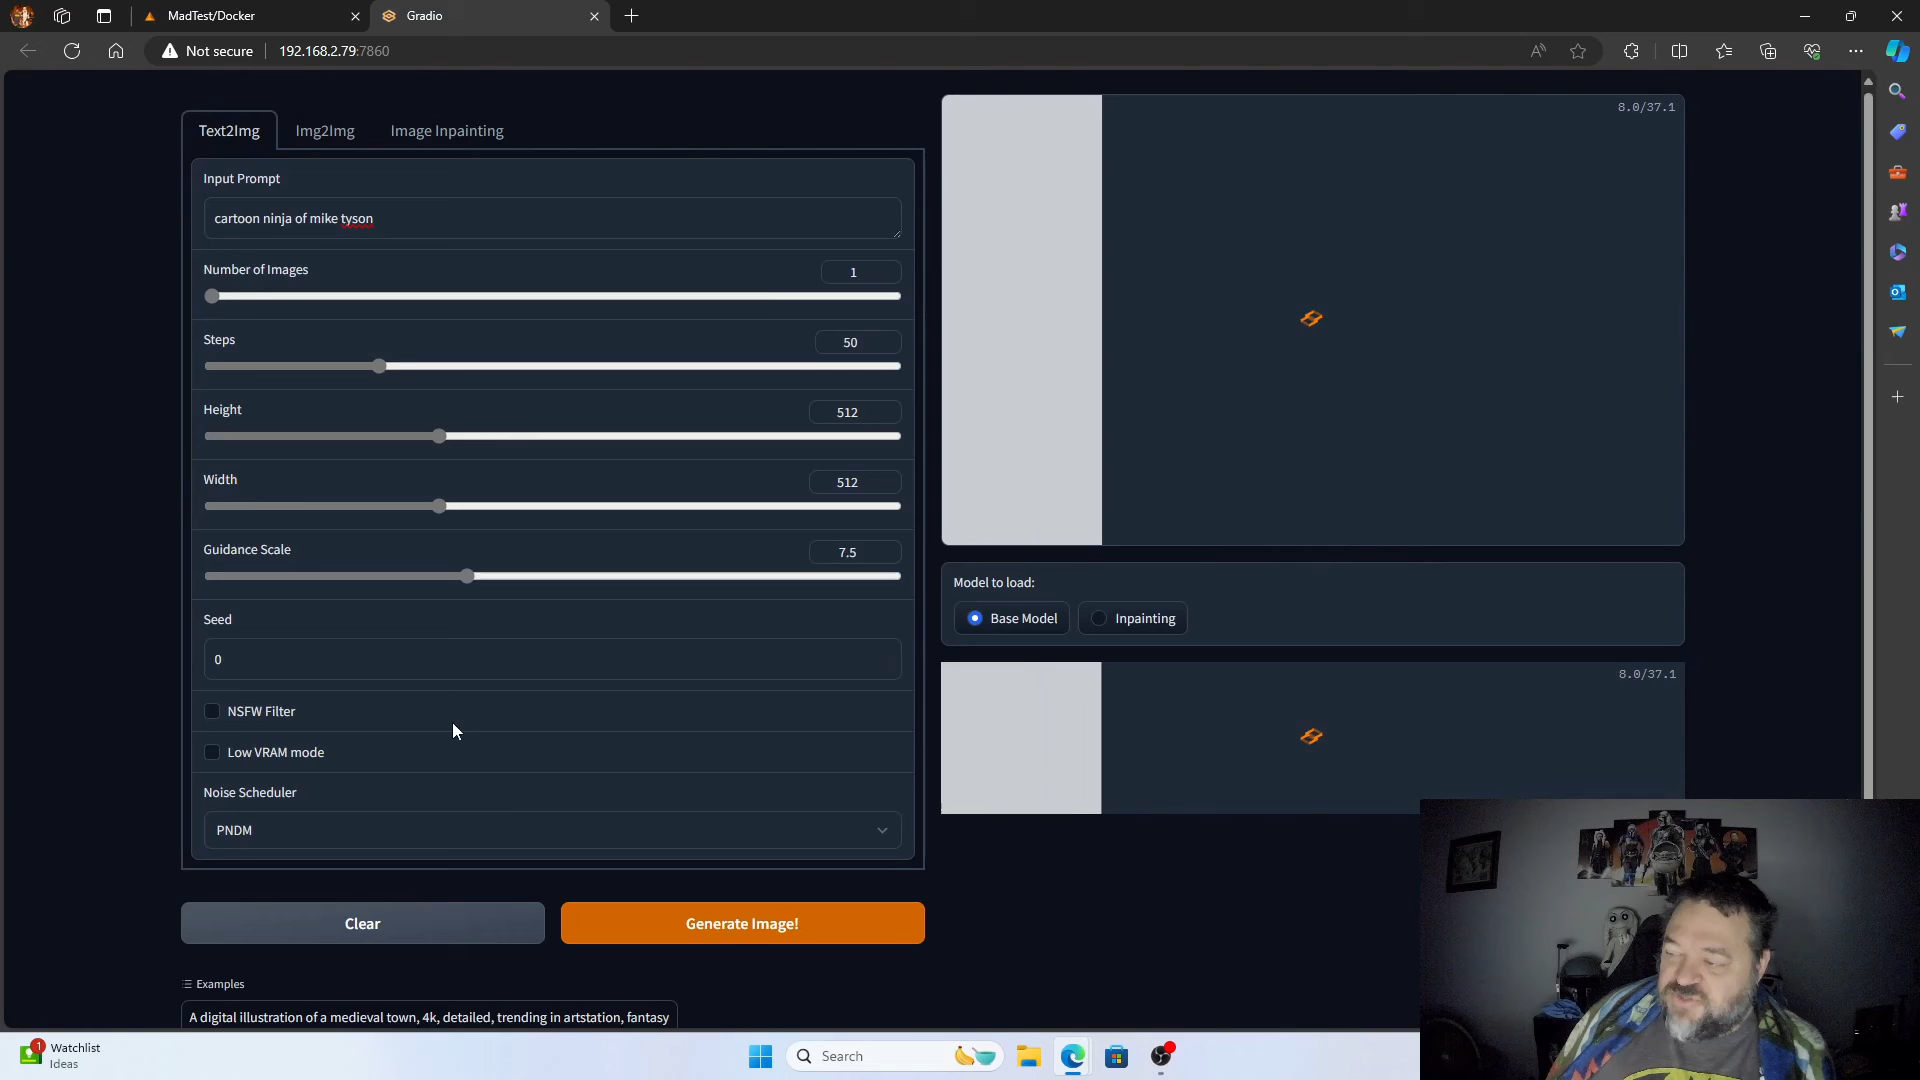 MadTest/Docker
Gradio
Not secure
192.168.2.79:7860
Text2Img
Img2Img
Image Inpainting
Input Prompt
cartoon ninja of mike tyson
Number of Images
1
Steps
50
Height
512
Width
512
Guidance Scale
7.5
Seed
0
NSFW Filter
Low VRAM mode
Noise Scheduler
PNDM
Clear
Generate Image!
Examples
A digital illustration of a medieval town, 4k, detailed, trending in artstation, fantasy
8.0/37.1
Model to load:
Base Model
Inpainting
8.0/37.1
1
Watchlist
Ideas
Search